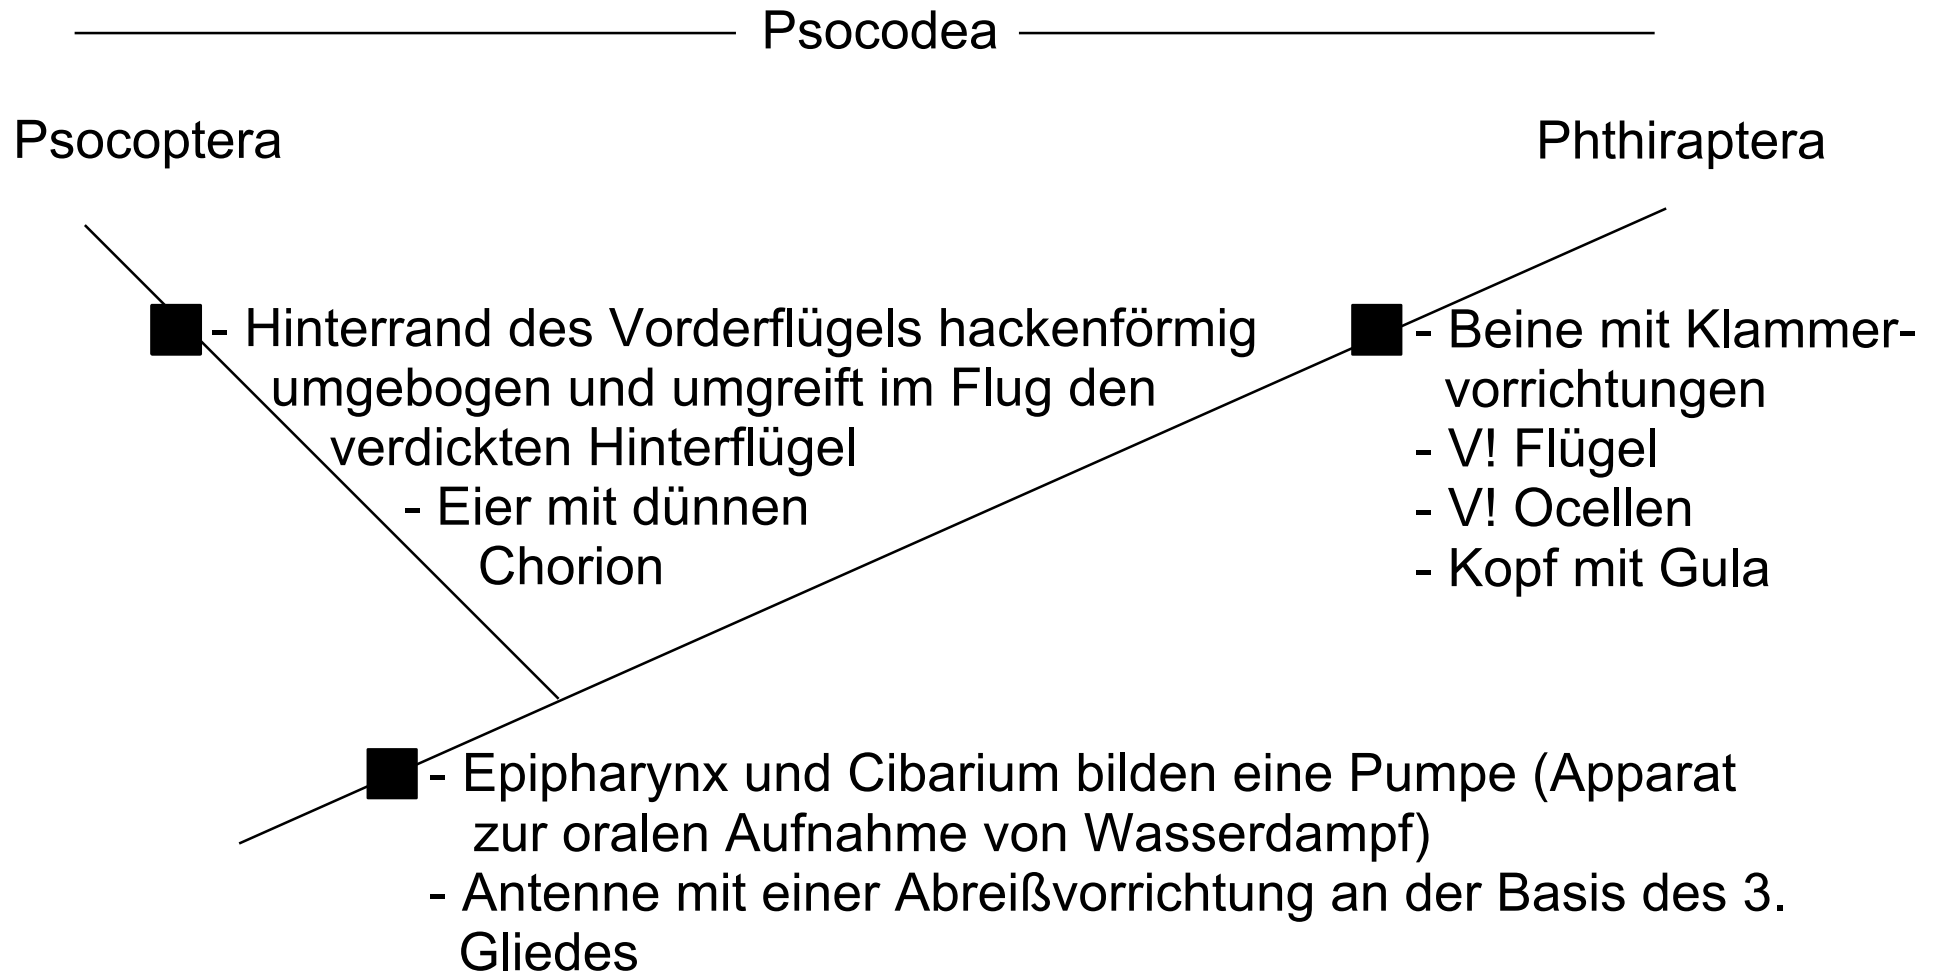 Psocodea
Psocoptera
Phthiraptera
- Hinterrand des Vorderflügels hackenförmig
umgebogen und umgreift im Flug den
verdickten Hinterflügel
- Eier mit dünnen
Chorion
- Beine mit Klammer-
vorrichtungen
- V! Flügel
- V! Ocellen
- Kopf mit Gula
- Epipharynx und Cibarium bilden eine Pumpe (Apparat
zur oralen Aufnahme von Wasserdampf)
- Antenne mit einer Abreißvorrichtung an der Basis des 3.
Gliedes